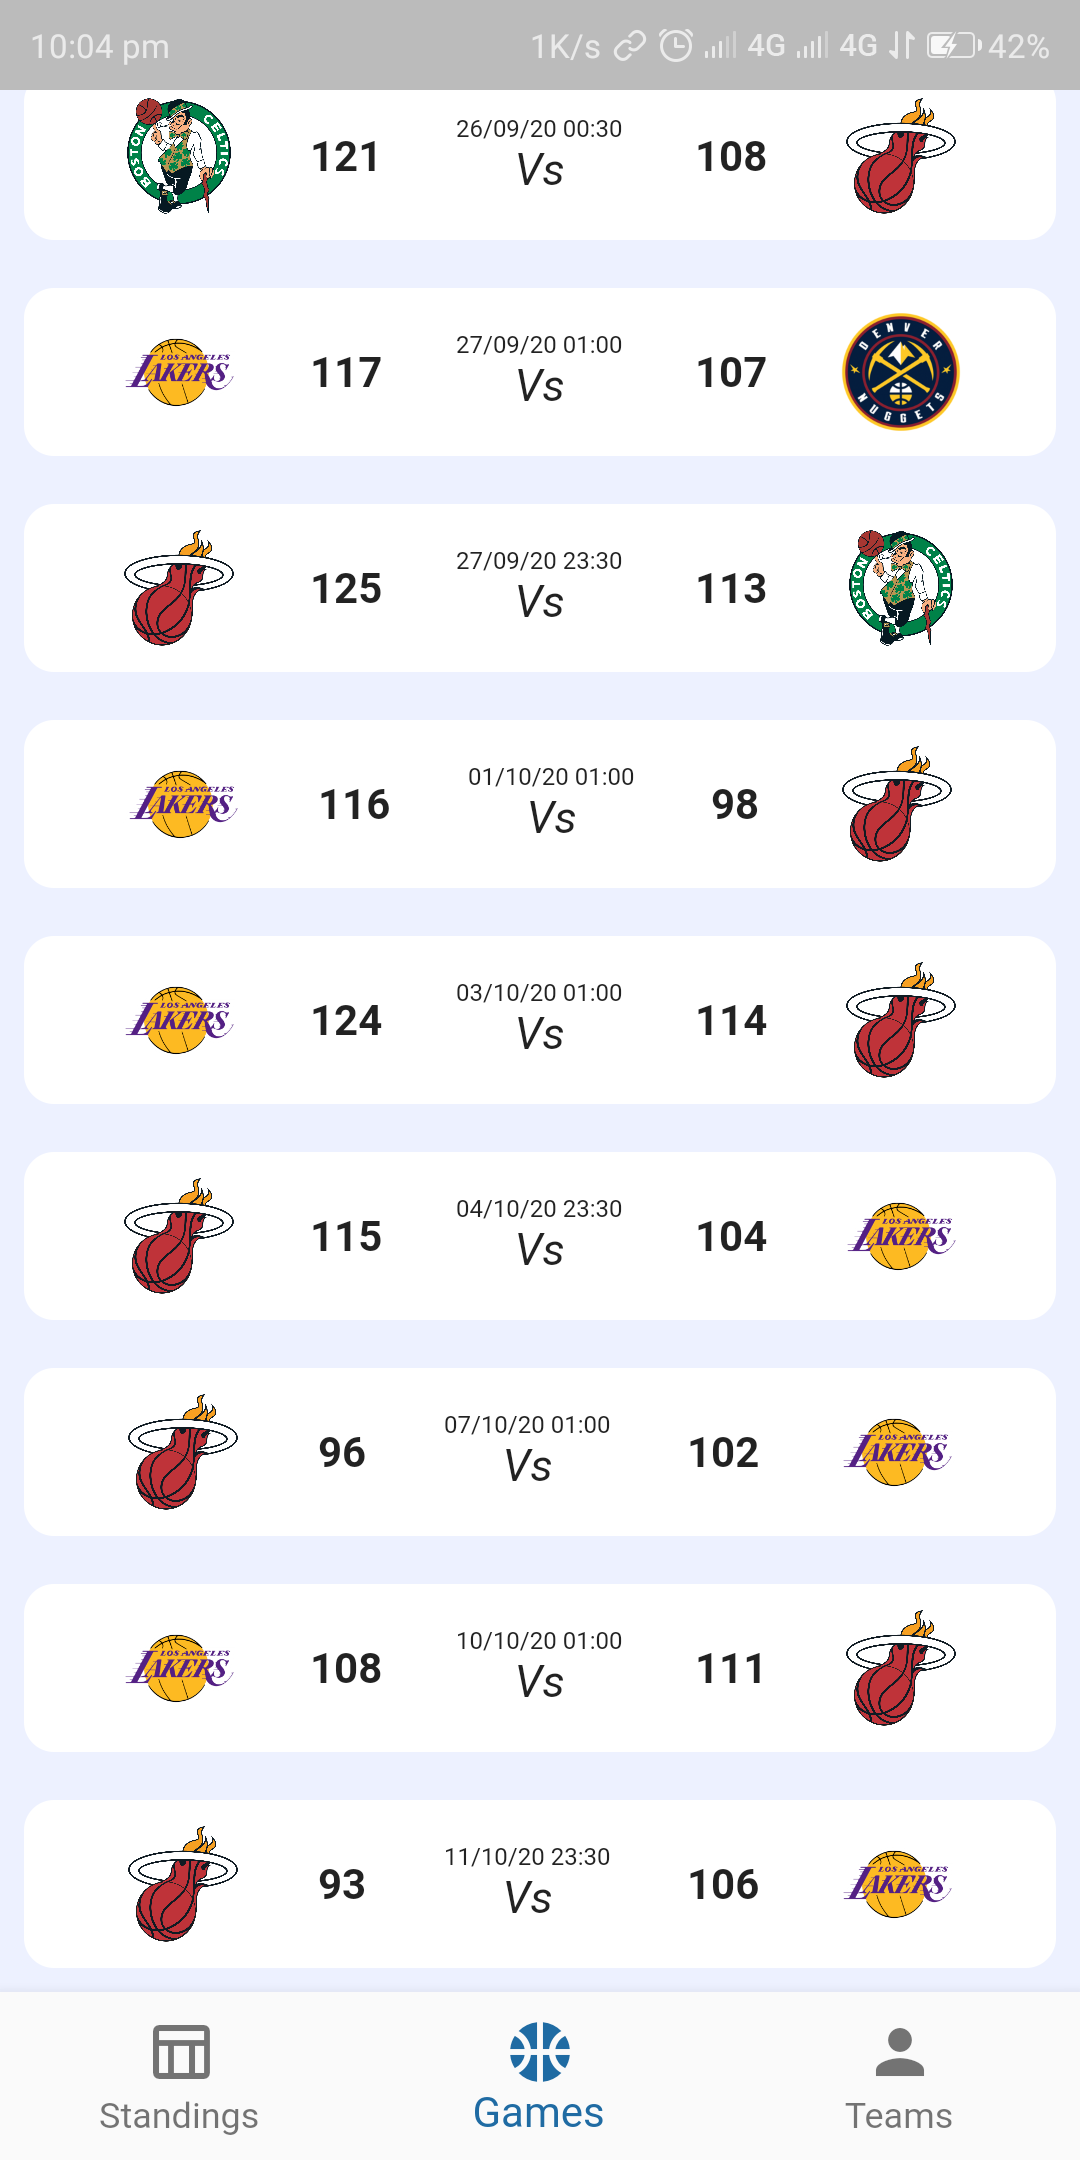 10:04 pm 1K/s 4G 4G 42%
BOSTON CELTICS 121 26/09/20 00:30 Vs 108
LOS ANGELES LAKERS 117 27/09/20 01:00 Vs 107 DENVER NUGGETS
125 27/09/20 23:30 Vs 113 BOSTON CELTICS
LOS ANGELES LAKERS 116 01/10/20 01:00 Vs 98
LOS ANGELES LAKERS 124 03/10/20 01:00 Vs 114
115 04/10/20 23:30 Vs 104 LOS ANGELES LAKERS
96 07/10/20 01:00 Vs 102 LOS ANGELES LAKERS
LOS ANGELES LAKERS 108 10/10/20 01:00 Vs 111
93 11/10/20 23:30 Vs 106 LOS ANGELES LAKERS
Standings Games Teams